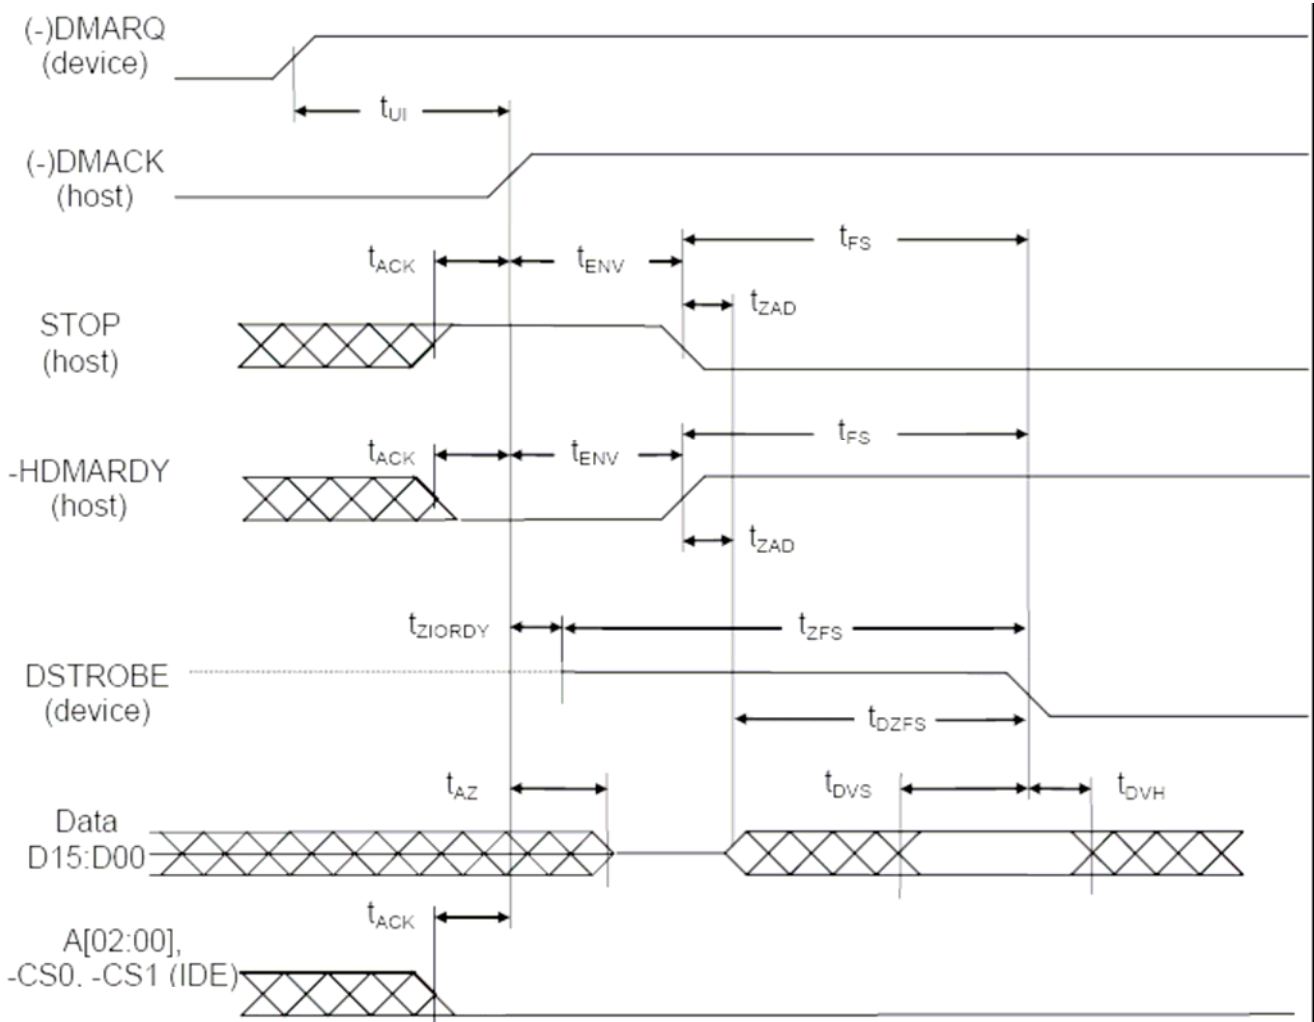 (-)DMARQ
(device)
tUI
(-)DMACK
(host)
tFS
tACK tENV
tZAD
STOP
(host)
tFS
tACK tENV
-HDMARDY
(host)
tZAD
tZIORDY tZFS
DSTROBE
(device)
tDZFS
tAZ tDVS tDVH
Data
D15:D00
tACK
A[02:00],
-CS0. -CS1 (IDE)